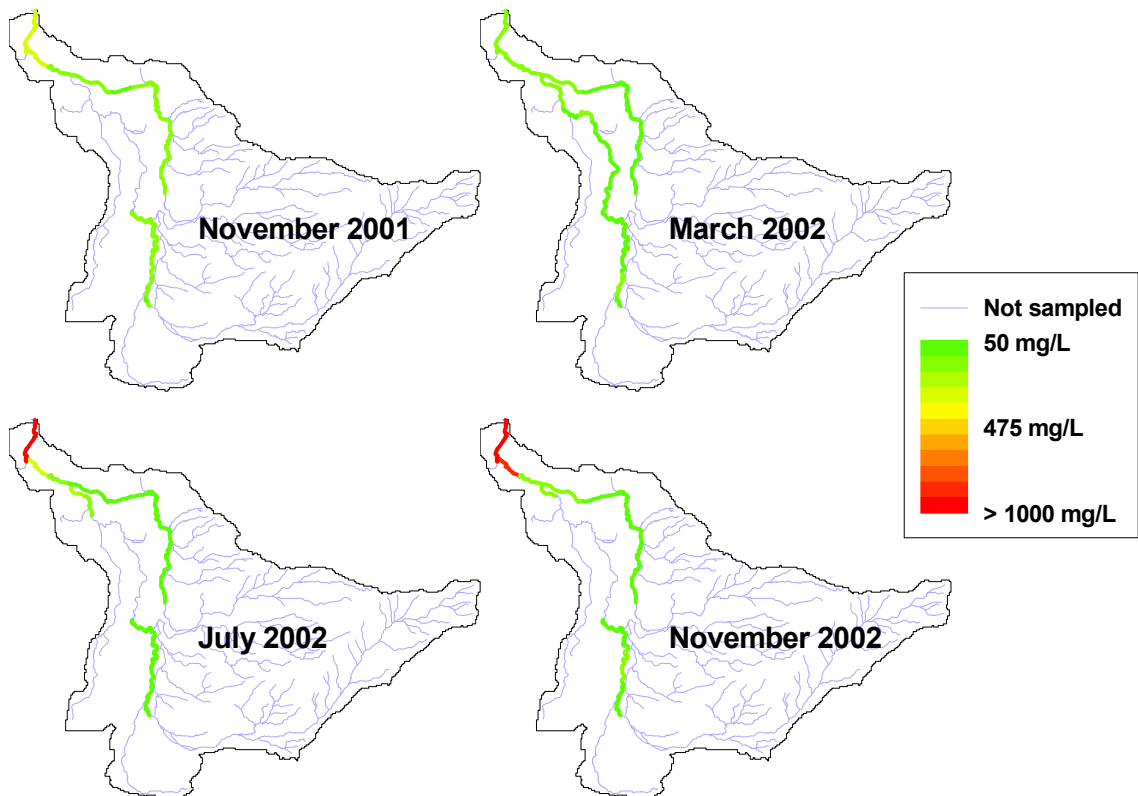 November 2001
March 2002
Not sampled
50 mg/L
475 mg/L
> 1000 mg/L
July 2002
November 2002